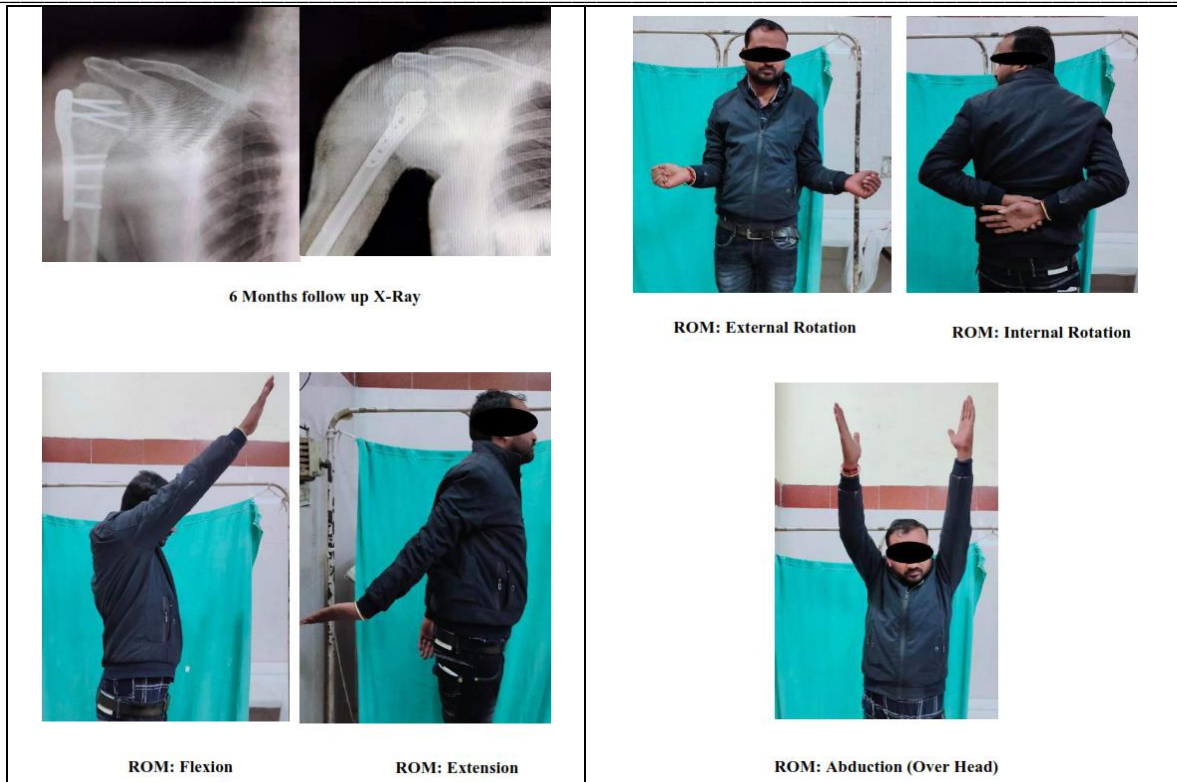 6 Months follow up X-Ray
ROM: Flexion
ROM: Extension
ROM: External Rotation
ROM: Internal Rotation
ROM: Abduction (Over Head)